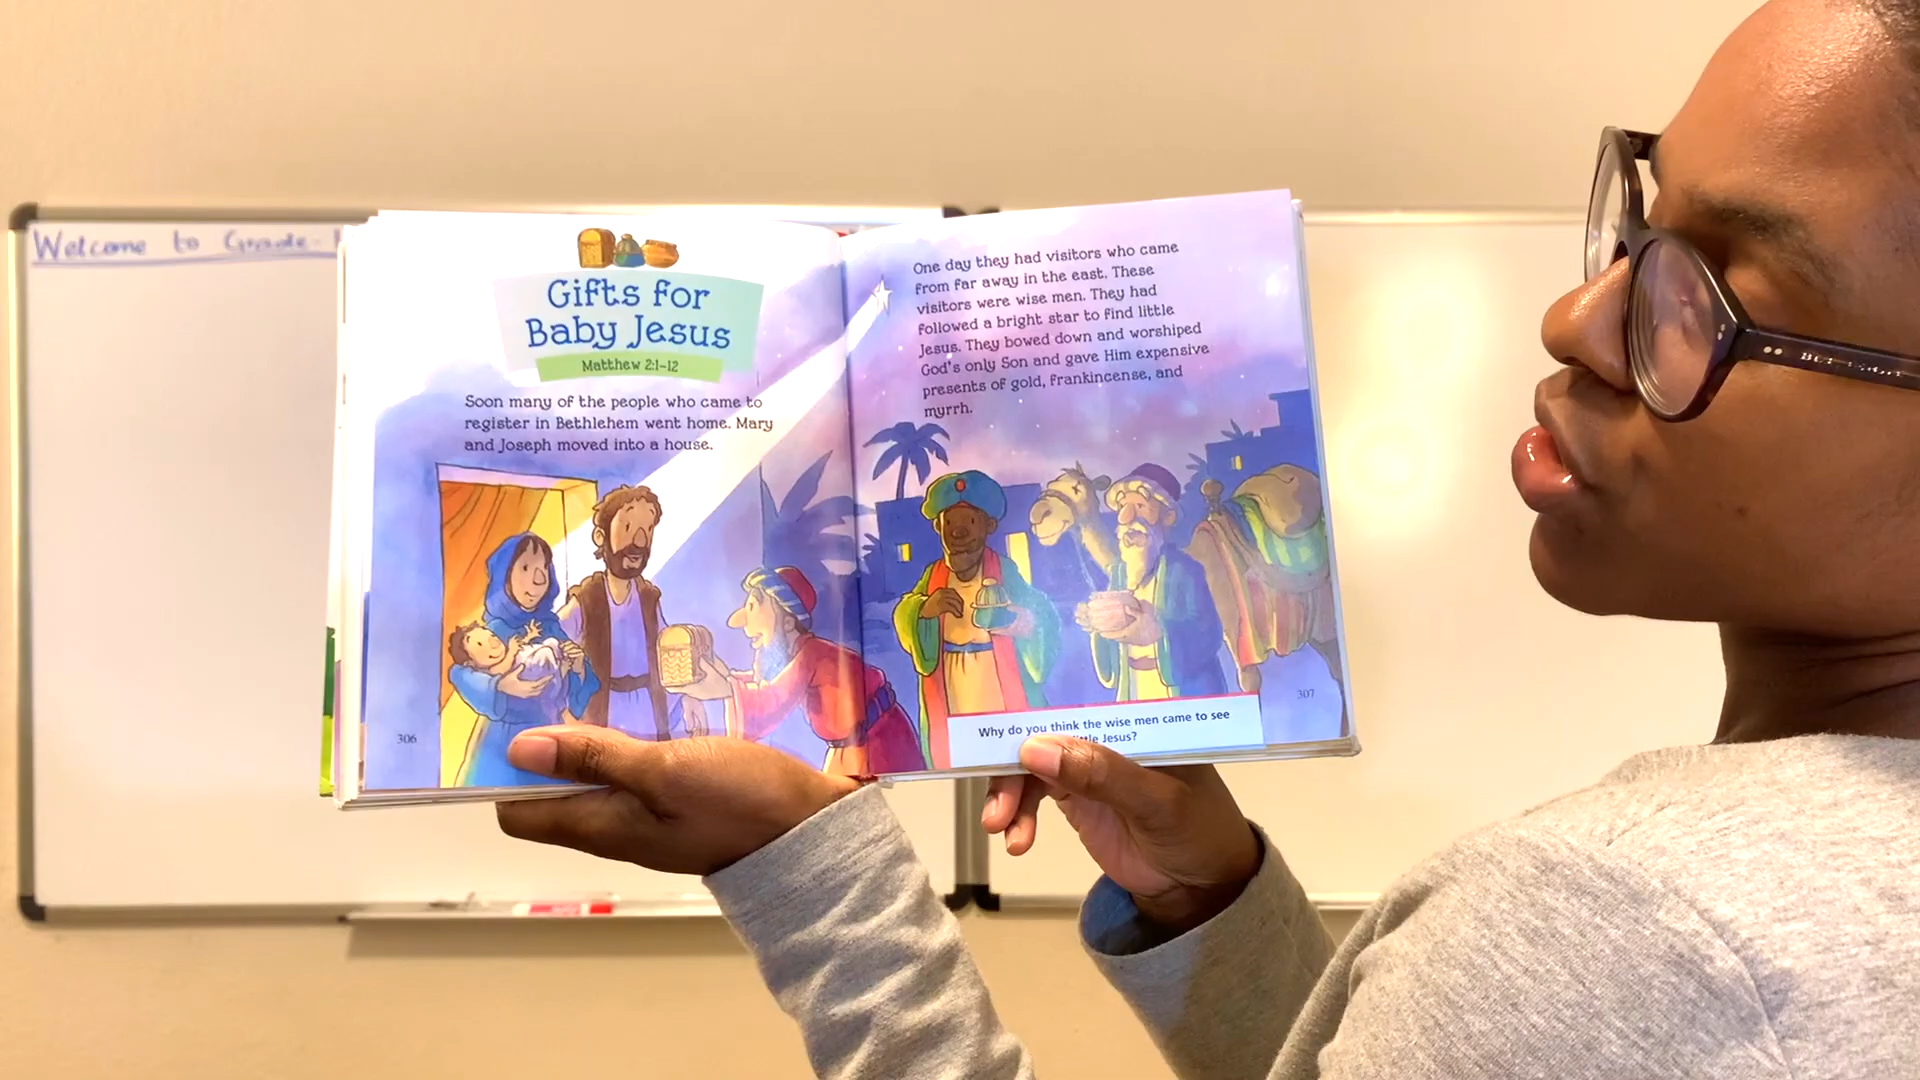 Welcome to Grade
Gifts for
Baby Jesus
Matthew 2:1-12
Soon many of the people who came to
register in Bethlehem went home. Mary
and Joseph moved into a house.
306
One day they had visitors who came
from far away in the east. These
visitors were wise men. They had
followed a bright star to find little
Jesus. They bowed down and worshiped
God's only Son and gave Him expensive
presents of gold, frankincense, and
myrrh.
Why do you think the wise men came to see
Jesus?
307